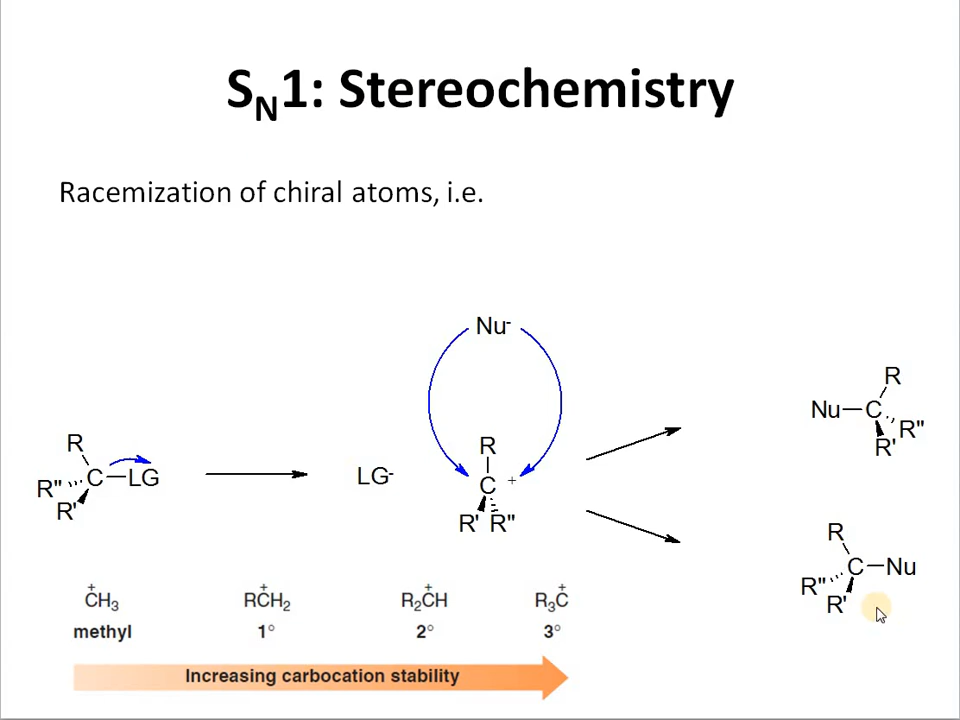 SN1: Stereochemistry
Racemization of chiral atoms, i.e.
Nu-
R
R
R
Nu C R"
R'
R" C LG
R'
LG- C +
R' R"
R
R" C Nu
R'
+CH3 RCH2+ R2CH+ R3C+
methyl 1° 2° 3°
Increasing carbocation stability